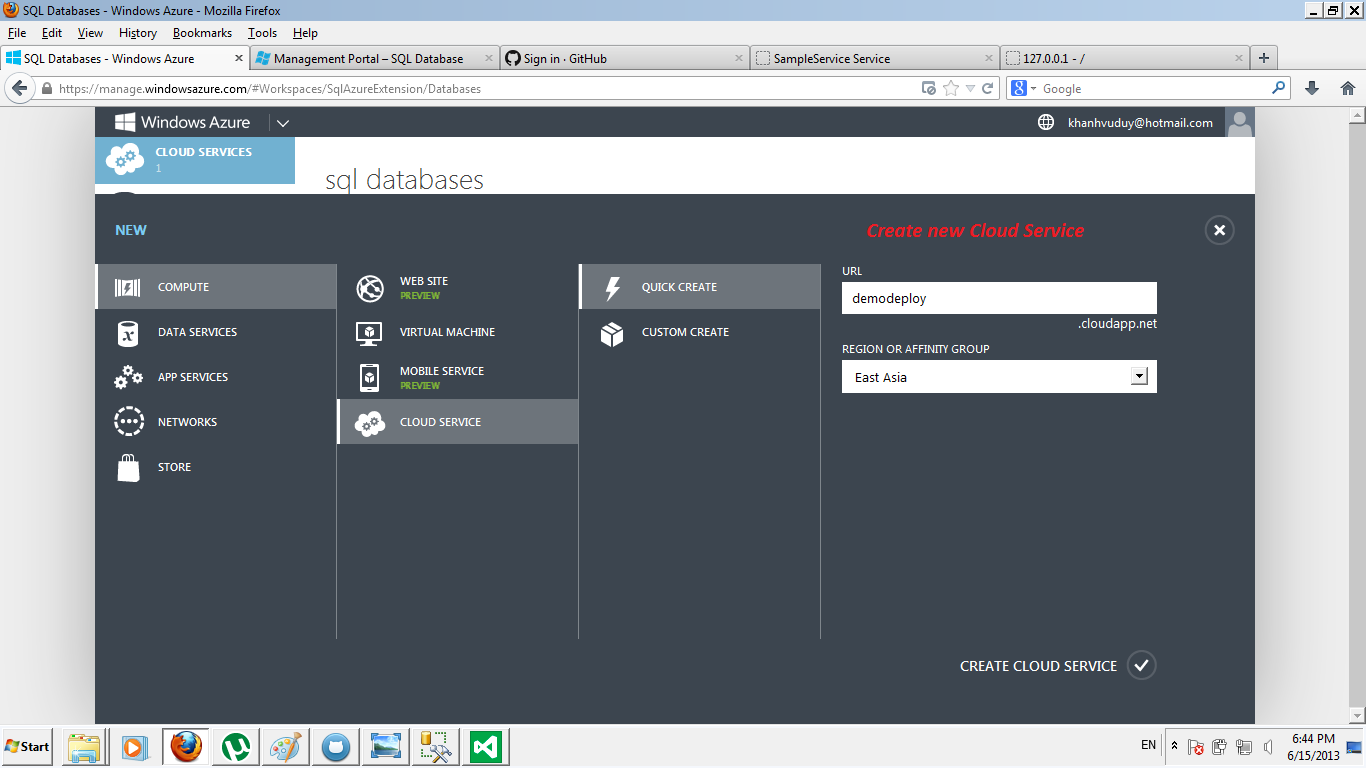 SQL Databases - Windows Azure - Mozilla Firefox
File Edit View History Bookmarks Tools Help
SQL Databases - Windows Azure Management Portal – SQL Database Sign in · GitHub SampleService Service 127.0.0.1 - /
https://manage.windowsazure.com/#Workspaces/SqlAzureExtension/Databases Google
Windows Azure khanhvuduy@hotmail.com
CLOUD SERVICES
1
sql databases
NEW Create new Cloud Service
COMPUTE
DATA SERVICES
APP SERVICES
NETWORKS
STORE
WEB SITE
PREVIEW
VIRTUAL MACHINE
MOBILE SERVICE
PREVIEW
CLOUD SERVICE
QUICK CREATE
CUSTOM CREATE
URL
demodeploy
.cloudapp.net
REGION OR AFFINITY GROUP
East Asia
CREATE CLOUD SERVICE
Start EN 6:44 PM
6/15/2013